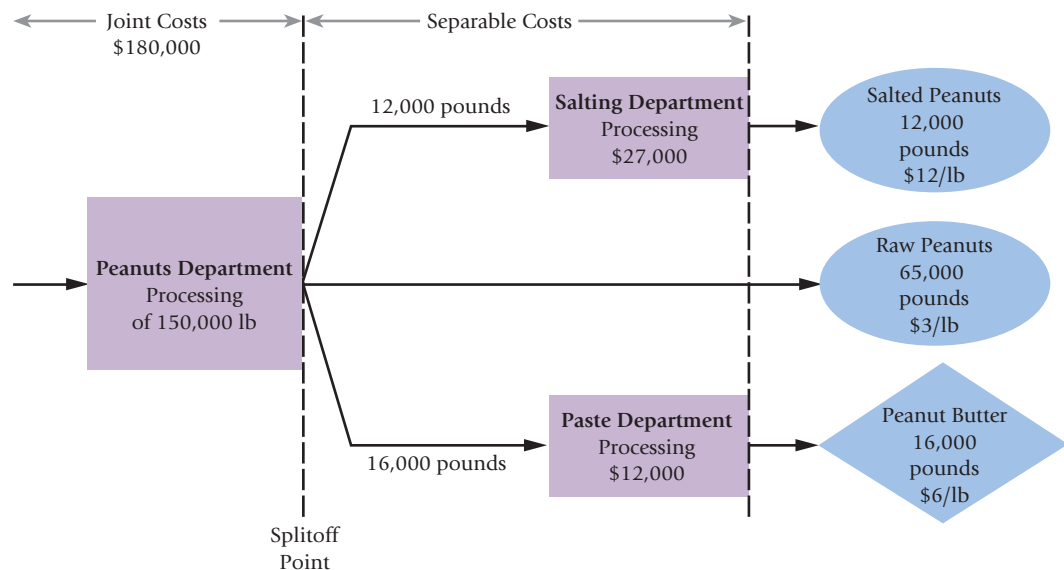 Joint Costs
$180,000
Separable Costs
12,000 pounds
Salting Department
Processing
$27,000
Salted Peanuts
12,000
pounds
$12/lb
Peanuts Department
Processing
of 150,000 lb
Raw Peanuts
65,000
pounds
$3/lb
16,000 pounds
Paste Department
Processing
$12,000
Peanut Butter
16,000
pounds
$6/lb
Splitoff
Point